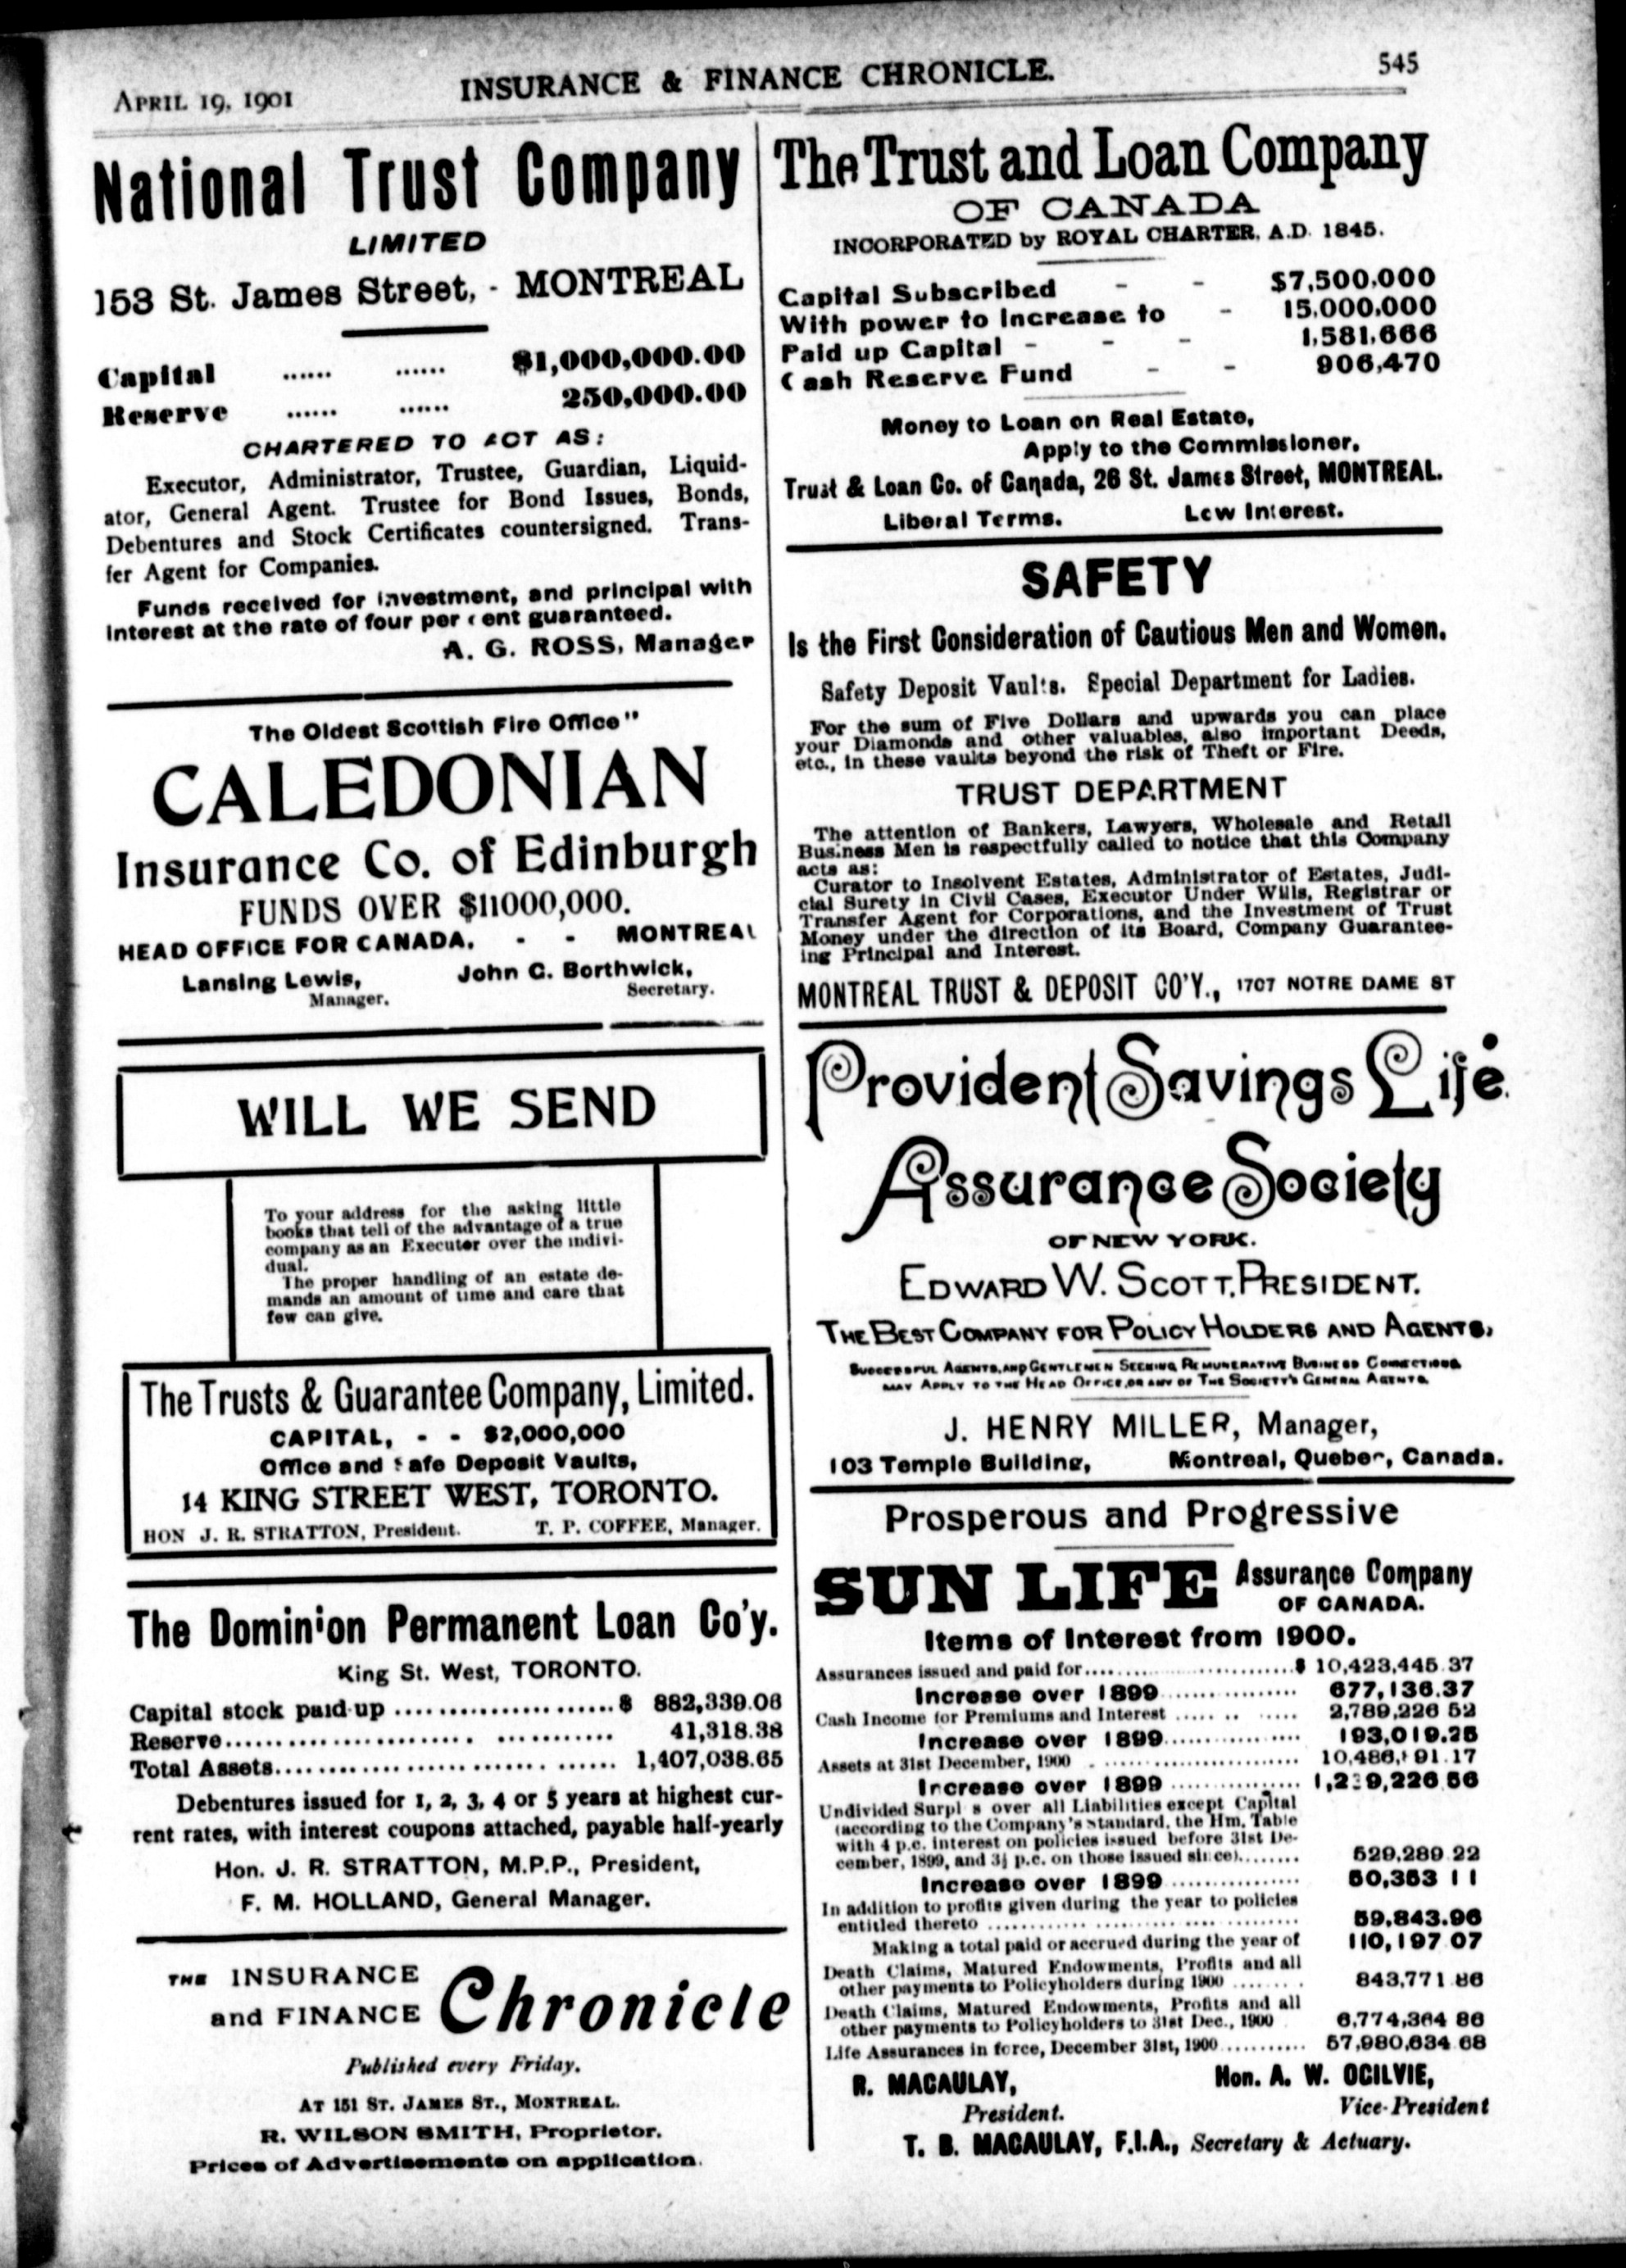 APRIL 19, 1901
INSURANCE & FINANCE CHRONICLE.
545
National Trust Company
LIMITED
153 St. James Street, - MONTREAL
Capital ...... ...... $1,000,000.00
Reserve ...... ...... 250,000.00
CHARTERED TO ACT AS:
Executor, Administrator, Trustee, Guardian, Liquid-
ator, General Agent. Trustee for Bond Issues, Bonds,
Debentures and Stock Certificates countersigned. Trans-
fer Agent for Companies.
Funds received for investment, and principal with
interest at the rate of four per cent guaranteed.
A. G. ROSS, Manager
The Oldest Scottish Fire Office"
CALEDONIAN
Insurance Co. of Edinburgh
FUNDS OVER $11000,000.
HEAD OFFICE FOR CANADA, - - MONTREAL
Lansing Lewis, John C. Borthwick,
Manager. Secretary.
WILL WE SEND
To your address for the asking little
books that tell of the advantage of a true
company as an Executor over the indivi-
dual.
The proper handling of an estate de-
mands an amount of time and care that
few can give.
The Trusts & Guarantee Company, Limited.
CAPITAL, - - $2,000,000
Office and Safe Deposit Vaults,
14 KING STREET WEST, TORONTO.
HON J. R. STRATTON, President. T. P. COFFEE, Manager.
The Dominion Permanent Loan Co'y.
King St. West, TORONTO.
Capital stock paid-up ...................... $ 882,339.06
Reserve...................... ............ 41,318.38
Total Assets........................... ...... 1,407,038.65
Debentures issued for 1, 2, 3, 4 or 5 years at highest cur-
rent rates, with interest coupons attached, payable half-yearly
Hon. J. R. STRATTON, M.P.P., President,
F. M. HOLLAND, General Manager.
THE INSURANCE
and FINANCE Chronicle
Published every Friday.
AT 151 ST. JAMES ST., MONTREAL.
R. WILSON SMITH, Proprietor.
Prices of Advertisements on application.
The Trust and Loan Company
OF CANADA
INCORPORATED by ROYAL CHARTER, A.D. 1845.
Capital Subscribed - - $7,500,000
With power to increase to - 15,000,000
Paid up Capital - - - 1,581,666
Cash Reserve Fund - - 906,470
Money to Loan on Real Estate,
Apply to the Commissioner,
Trust & Loan Co. of Canada, 26 St. James Street, MONTREAL.
Liberal Terms. Low Interest.
SAFETY
Is the First Consideration of Cautious Men and Women.
Safety Deposit Vaults. Special Department for Ladies.
For the sum of Five Dollars and upwards you can place
your Diamonds and other valuables, also important Deeds,
etc., in these vaults beyond the risk of Theft or Fire.
TRUST DEPARTMENT
The attention of Bankers, Lawyers, Wholesale and Retail
Business Men is respectfully called to notice that this Company
acts as:
Curator to Insolvent Estates, Administrator of Estates, Judi-
cial Surety in Civil Cases, Executor Under Wills, Registrar or
Transfer Agent for Corporations, and the Investment of Trust
Money under the direction of its Board, Company Guarantee-
ing Principal and Interest.
MONTREAL TRUST & DEPOSIT CO'Y., 1707 NOTRE DAME ST
Provident Savings Life
Assurance Society
OF NEW YORK.
EDWARD W. SCOTT, PRESIDENT.
THE BEST COMPANY FOR POLICY HOLDERS AND AGENTS,
SUCCESSFUL AGENTS, AND GENTLEMEN SEEKING REMUNERATIVE BUSINESS CONNECTIONS
MAY APPLY TO THE HEAD OFFICE, OR ANY OF THE SOCIETY'S GENERAL AGENTS.
J. HENRY MILLER, Manager,
103 Temple Building, Montreal, Quebec, Canada.
Prosperous and Progressive
SUN LIFE Assurance Company
OF CANADA.
Items of Interest from 1900.
Assurances issued and paid for..........................$ 10,423,445.37
Increase over 1899................ 677,136.37
Cash Income for Premiums and Interest ...... .. ..... 2,789,226 52
Increase over 1899................ 193,019.25
Assets at 31st December, 1900 . ........................ 10,486, 91.17
Increase over 1899 ................ 9,226 56
Undivided Surpl s over all Liabilities except Capital
(according to the Company's standard, the Hm. Table
with 4 p.c. interest on policies issued before 31st De-
cember, 1899, and 3½ p.c. on those issued since)........ 529,289 22
Increase over 1899................ 50,353 11
In addition to profits given during the year to policies
entitled thereto .................................... 59,843.96
Making a total paid or accrued during the year of 110,197 07
Death Claims, Matured Endowments, Profits and all
other payments to Policyholders during 1900 ........ 843,771 86
Death Claims, Matured Endowments, Profits and all
other payments to Policyholders to 31st Dec., 1900 6,774,364 86
Life Assurances in force, December 31st, 1900........... 57,980,634 68
R. MACAULAY, Hon. A. W. OGILVIE,
President. Vice-President
T. B. MACAULAY, F.I.A., Secretary & Actuary.